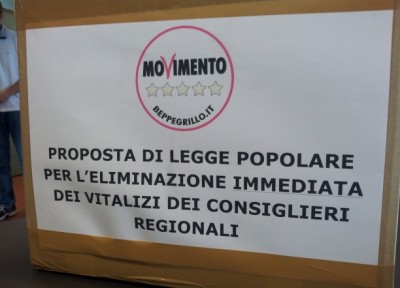 MOVIMENTO
BEPPEGRILLO.IT
PROPOSTA DI LEGGE POPOLARE
PER L'ELIMINAZIONE IMMEDIATA
DEI VITALIZI DEI CONSIGLIERI
REGIONALI